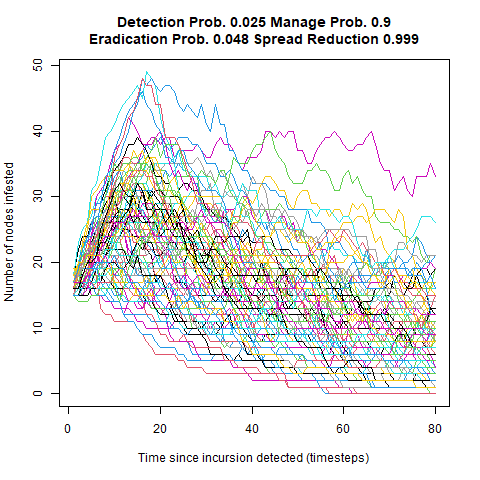 Detection Prob. 0.025 Manage Prob. 0.9
Eradication Prob. 0.048 Spread Reduction 0.999
50
40
30
20
10
0
Number of nodes infested
0 20 40 60 80
Time since incursion detected (timesteps)